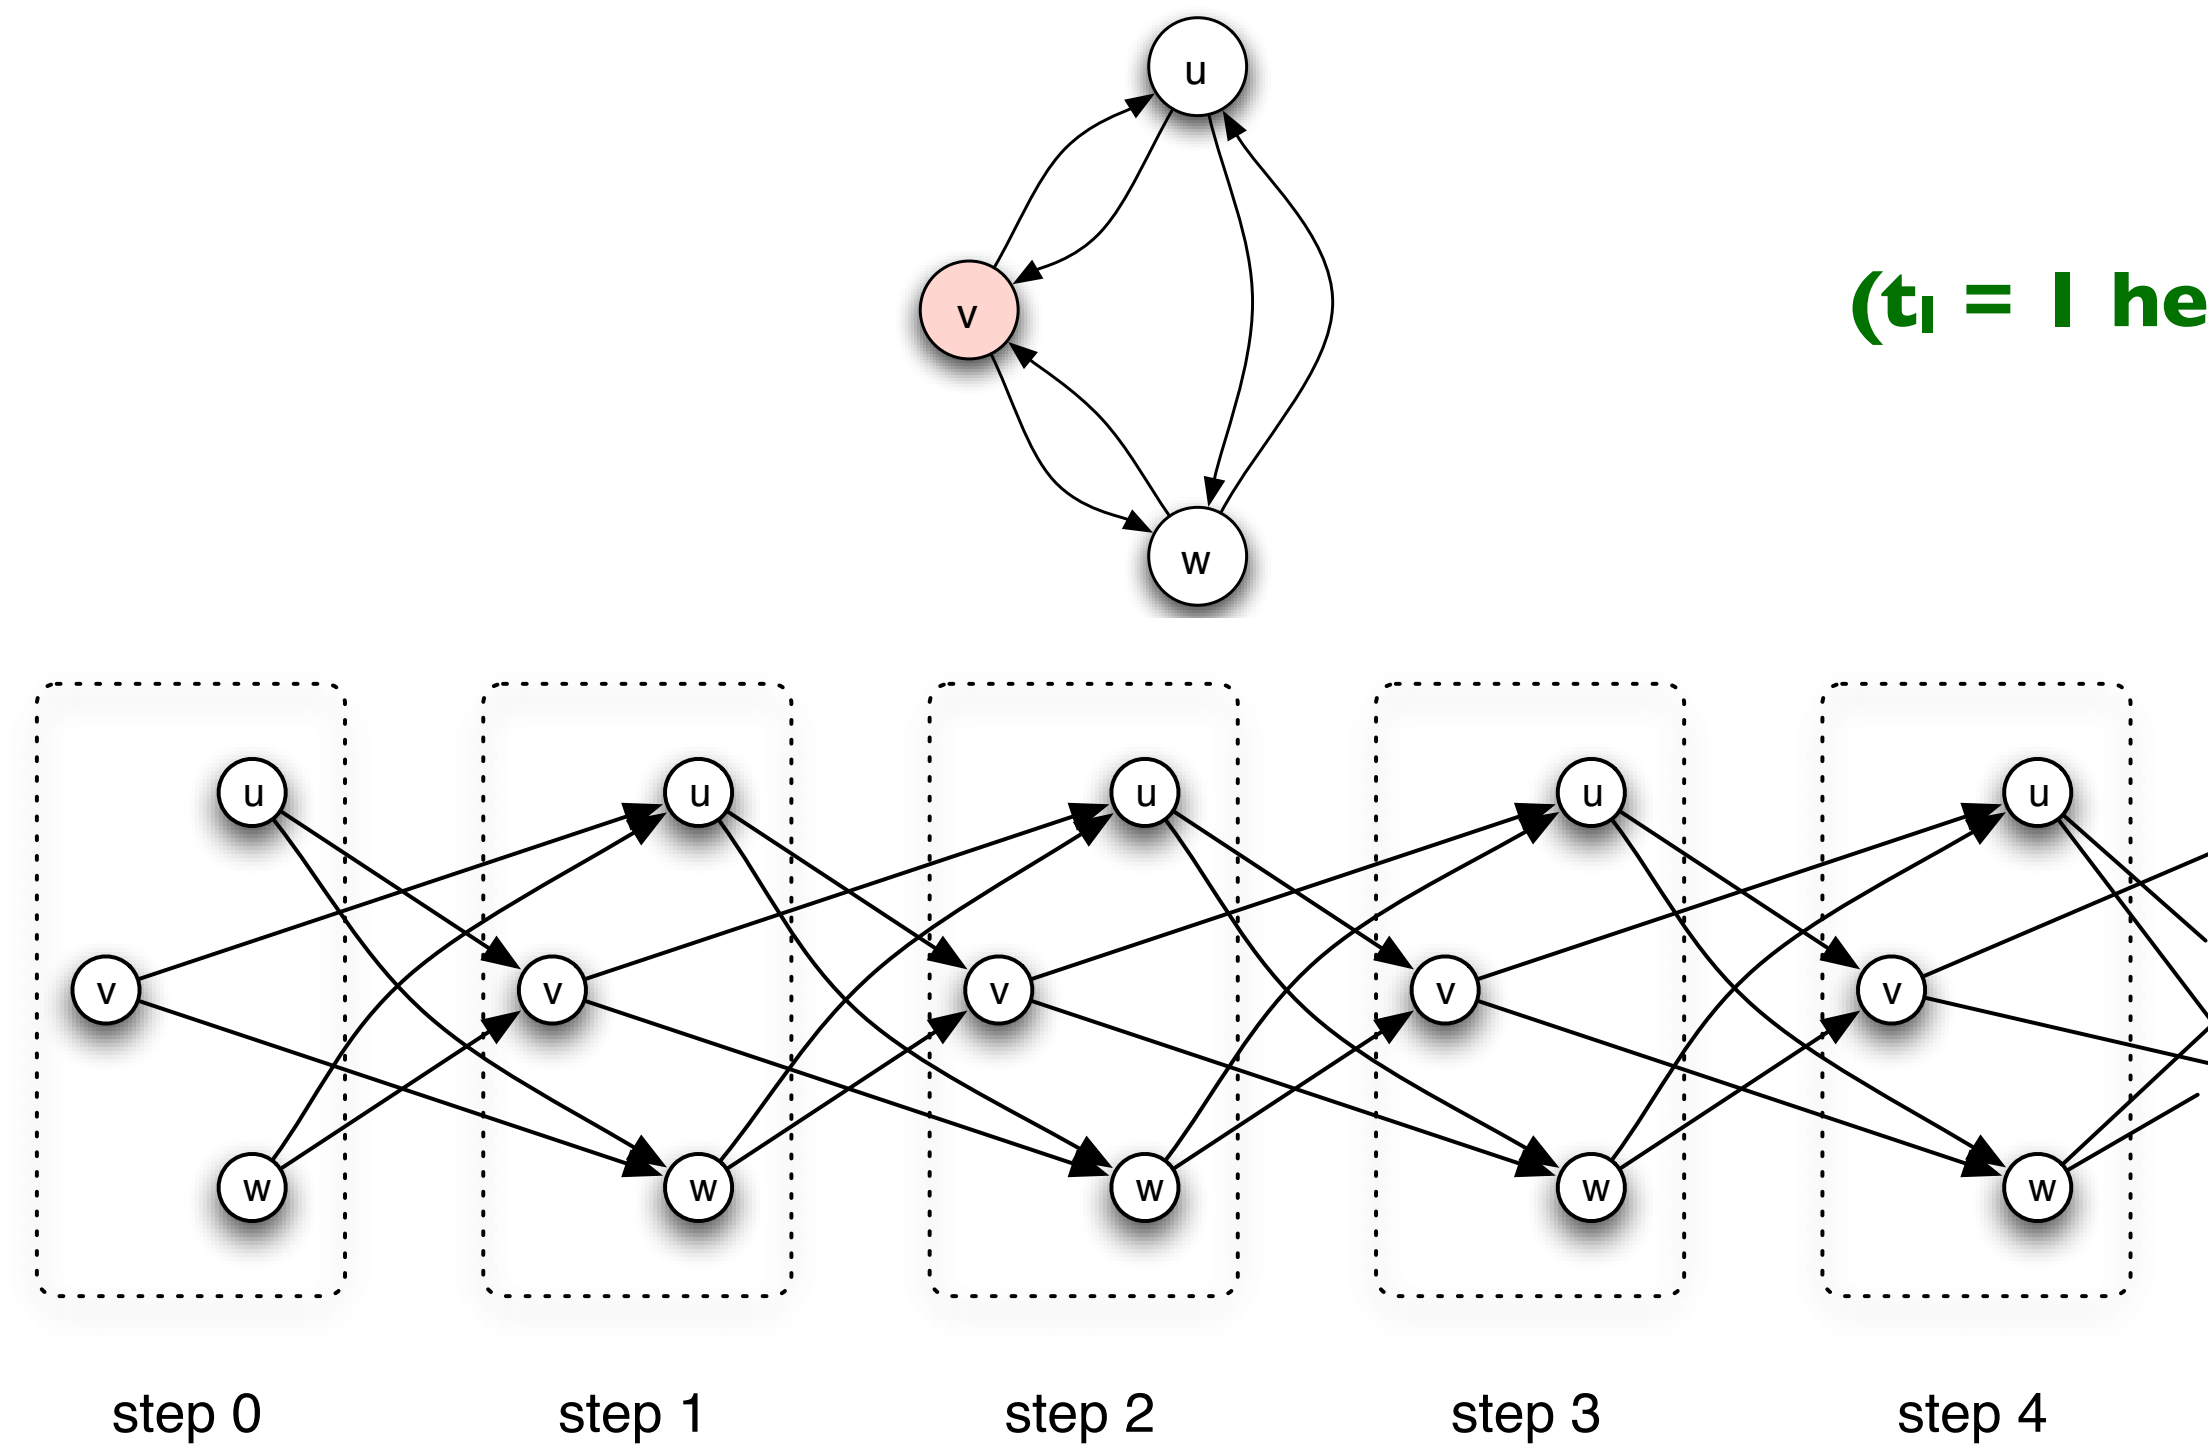 u
v
(t₁ = 1 he
w
u u u u u
v v v v v
w w w w w
step 0 step 1 step 2 step 3 step 4